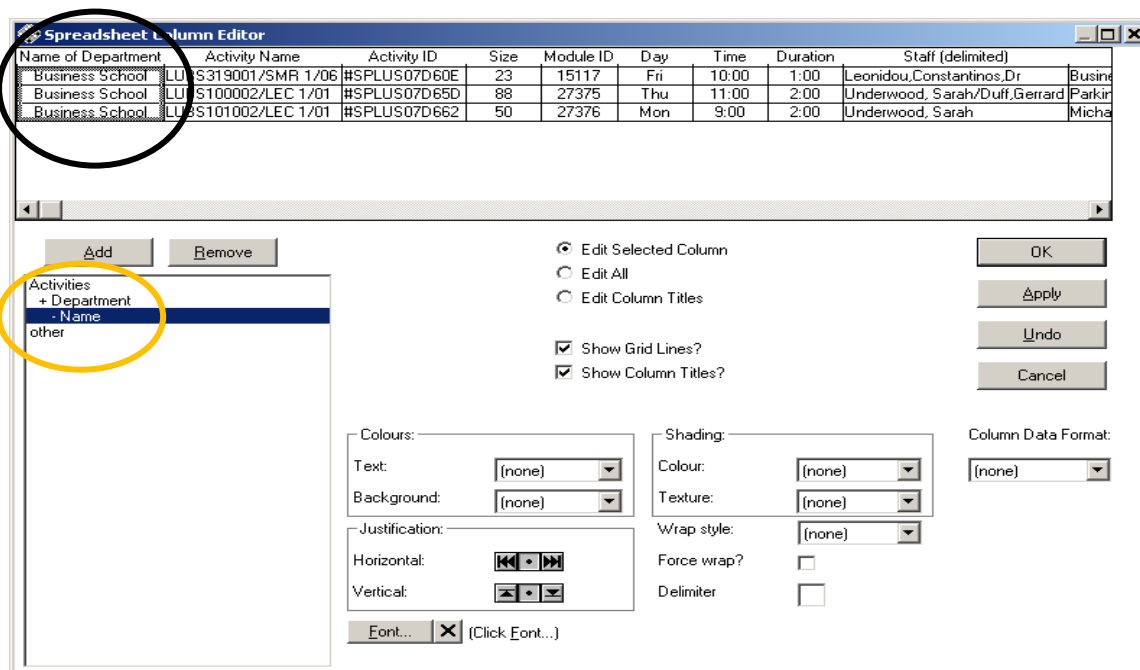 Spreadsheet Column Editor
Name of Department Activity Name Activity ID Size Module ID Day Time Duration Staff (delimited)
Business School LUBS319001/SMR 1/06 #SPLUS07D60E 23 15117 Fri 10:00 1:00 Leonidou,Constantinos,Dr Busine
Business School LUBS100002/LEC 1/01 #SPLUS07D65D 88 27375 Thu 11:00 2:00 Underwood, Sarah/Duff,Gerrard Parkin
Business School LUBS101002/LEC 1/01 #SPLUS07D662 50 27376 Mon 9:00 2:00 Underwood, Sarah Micha
Add Remove
Activities
+ Department
- Name
other
Edit Selected Column
Edit All
Edit Column Titles
Show Grid Lines?
Show Column Titles?
OK
Apply
Undo
Cancel
Colours:
Text: (none)
Background: (none)
Shading:
Colour: (none)
Texture: (none)
Column Data Format:
(none)
Justification:
Horizontal:
Vertical:
Wrap style: (none)
Force wrap?
Delimiter
Font... (Click Font...)